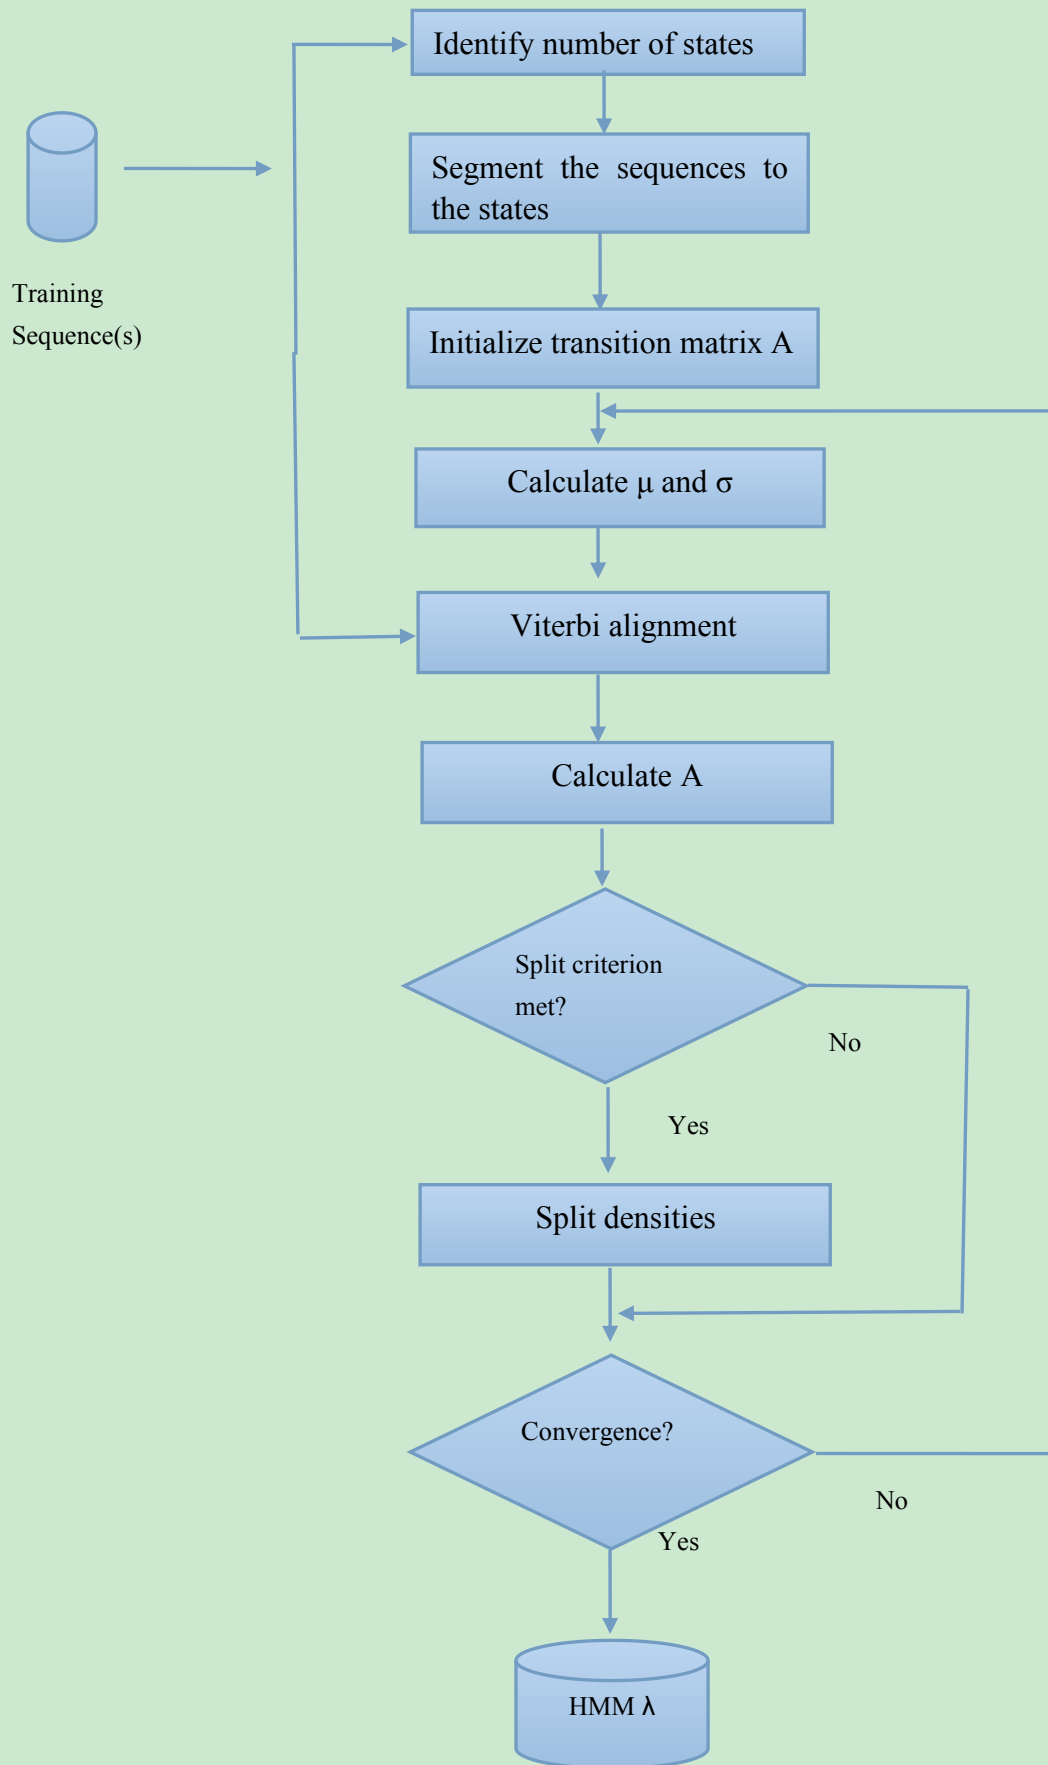 Identify number of states
Segment the sequences to
the states
Training
Sequence(s)
Initialize transition matrix A
Calculate μ and σ
Viterbi alignment
Calculate A
Split criterion
met?
No
Yes
Split densities
Convergence?
No
Yes
HMM λ